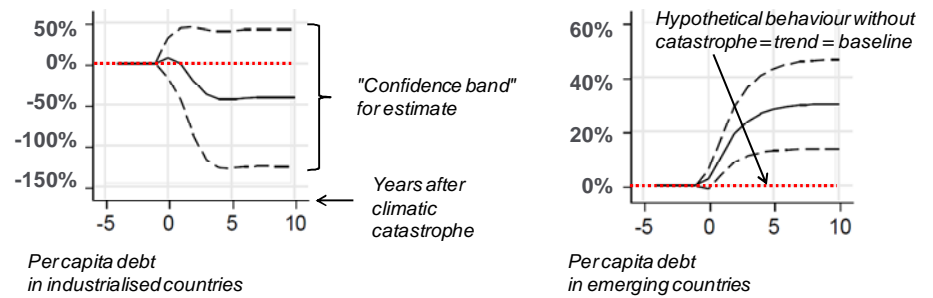 50%
0%
-50%
-100%
-150%
-5 0 5 10
"Confidence band"
for estimate
Years after
climatic
catastrophe
Per capita debt
in industrialised countries
60%
40%
20%
0%
-5 0 5 10
Hypothetical behaviour without
catastrophe = trend = baseline
Per capita debt
in emerging countries